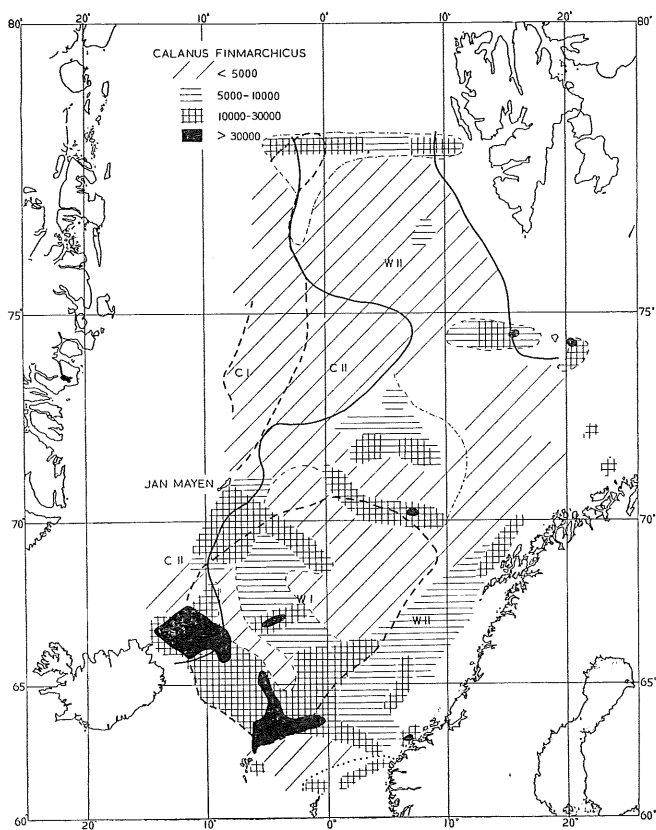 80° 20° 10° 0° 10° 20° 80°
CALANUS FINMARCHICUS
< 5000
5000-10000
10000-30000
> 30000
W II
75° 75°
C I C II
JAN MAYEN
70° 70°
C II
W I
W II
65° 65°
60° 20° 10° 0° 10° 20° 60°